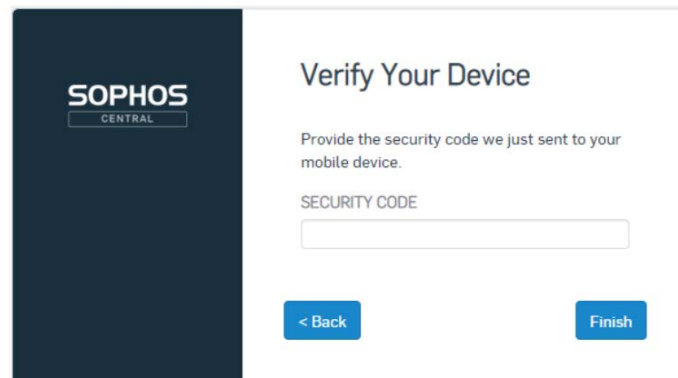 SOPHOS
CENTRAL
Verify Your Device
Provide the security code we just sent to your
mobile device.
SECURITY CODE
< Back
Finish